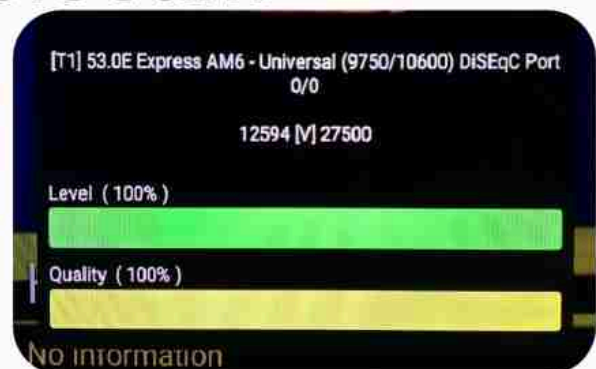 [T1] 53.0E Express AM6 - Universal (9750/10600) DiSEqC Port
0/0
12594 [V] 27500
Level ( 100% )
Quality ( 100% )
No information